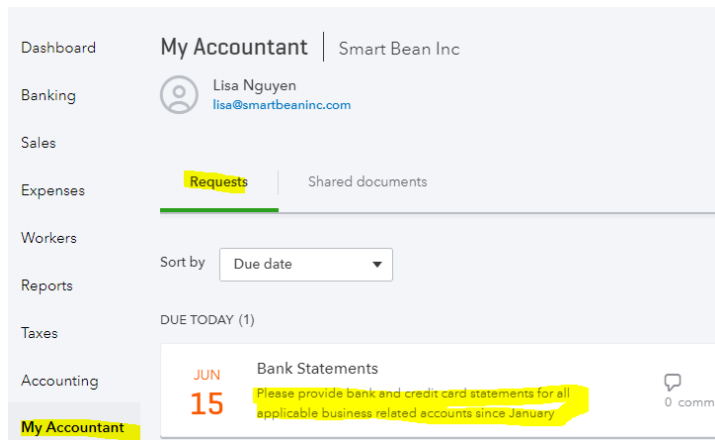 Dashboard
Banking
Sales
Expenses
Workers
Reports
Taxes
Accounting
My Accountant
My Accountant | Smart Bean Inc
Lisa Nguyen
lisa@smartbeaninc.com
Requests
Shared documents
Sort by Due date
DUE TODAY (1)
JUN
15
Bank Statements
Please provide bank and credit card statements for all
applicable business related accounts since January
0 comm